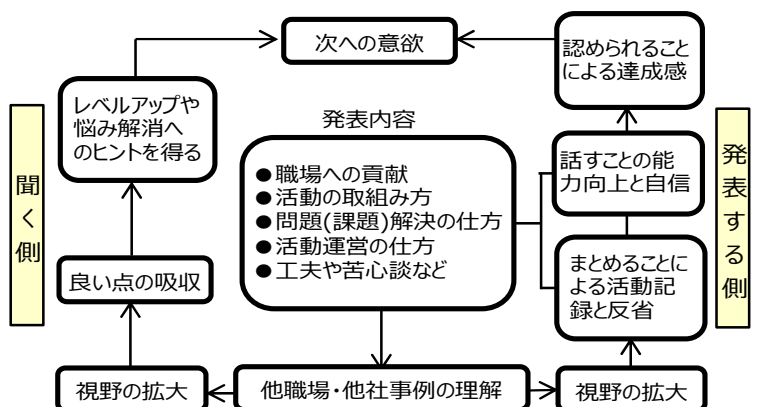 次への意欲
認められること
による達成感
レベルアップや
悩み解消へ
のヒントを得る
発表内容
●職場への貢献
●活動の取組み方
●問題(課題)解決の仕方
●活動運営の仕方
●工夫や苦心談など
話すことの能
力向上と自信
聞く側
発表する側
良い点の吸収
まとめることに
よる活動記
録と反省
視野の拡大
他職場・他社事例の理解
視野の拡大